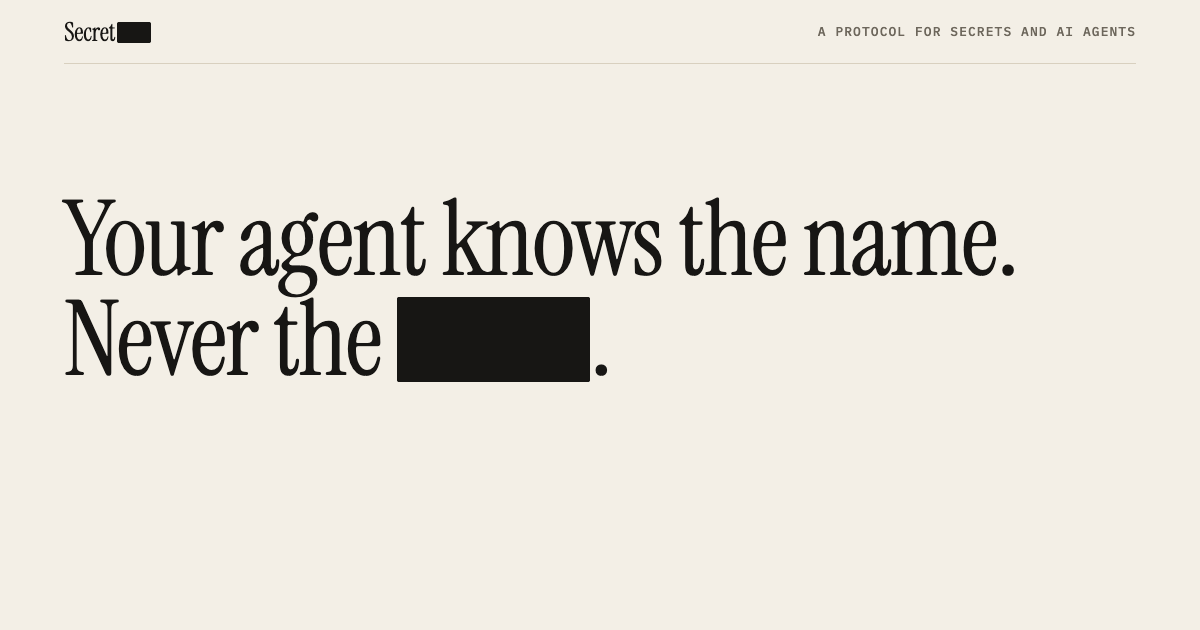 Secret
A PROTOCOL FOR SECRETS AND AI AGENTS
Your agent knows the name.
Never the .